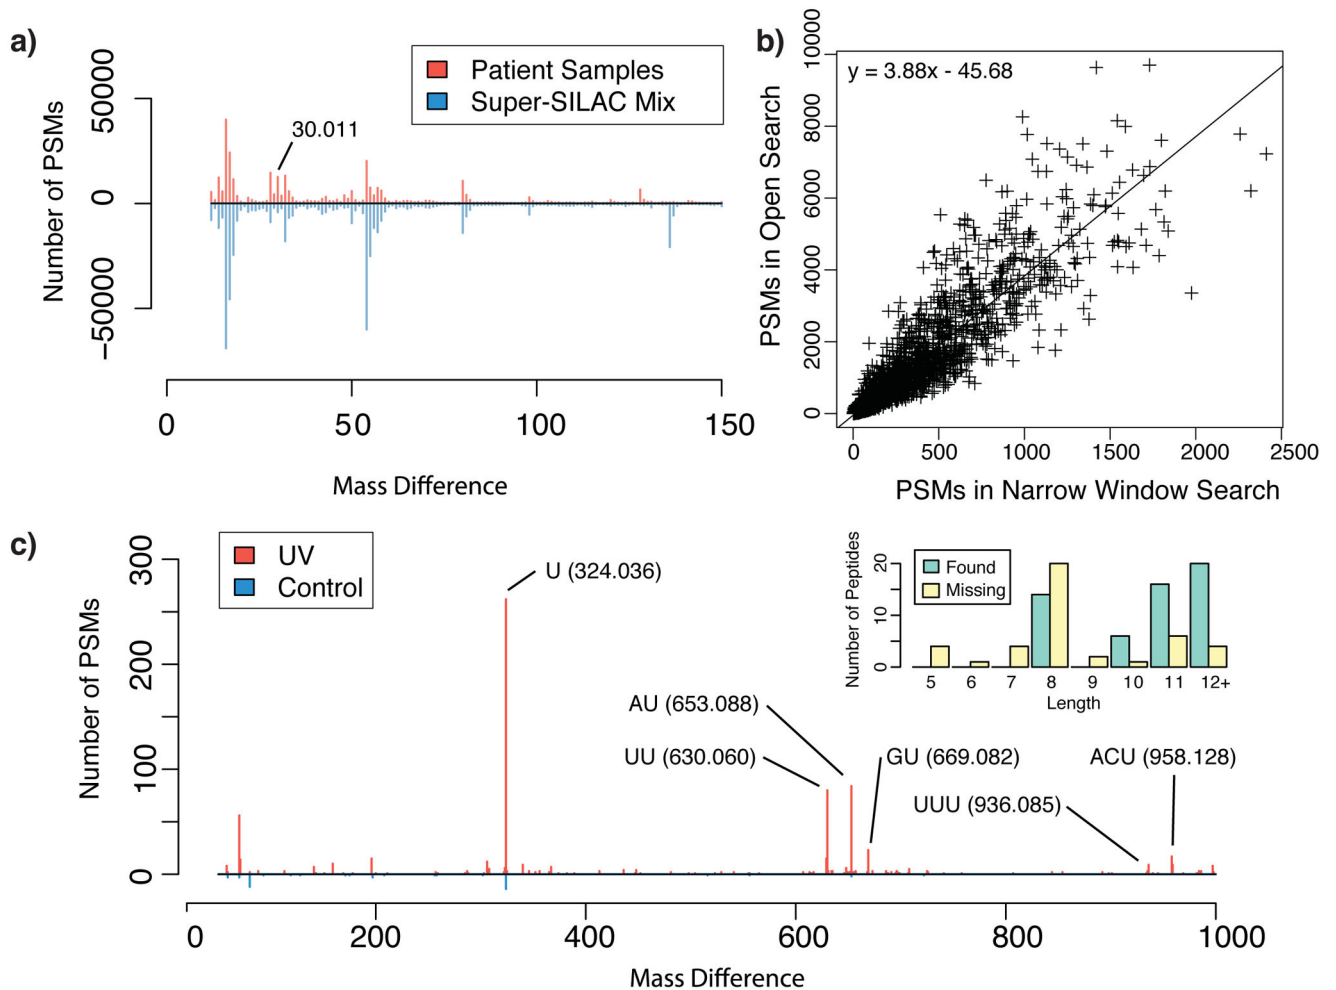 a)
Number of PSMs
50000
0
−50000
Patient Samples
Super-SILAC Mix
30.011
0 50 100 150
Mass Difference
b)
PSMs in Open Search
10000
8000
6000
4000
2000
0
y = 3.88x - 45.68
0 500 1000 1500 2000 2500
PSMs in Narrow Window Search
c)
Number of PSMs
300
200
100
0
UV
Control
U (324.036)
AU (653.088)
UU (630.060)
GU (669.082)
ACU (958.128)
UUU (936.085)
0 200 400 600 800 1000
Mass Difference
Number of Peptides
20
10
0
Found
Missing
5 6 7 8 9 10 11 12+
Length